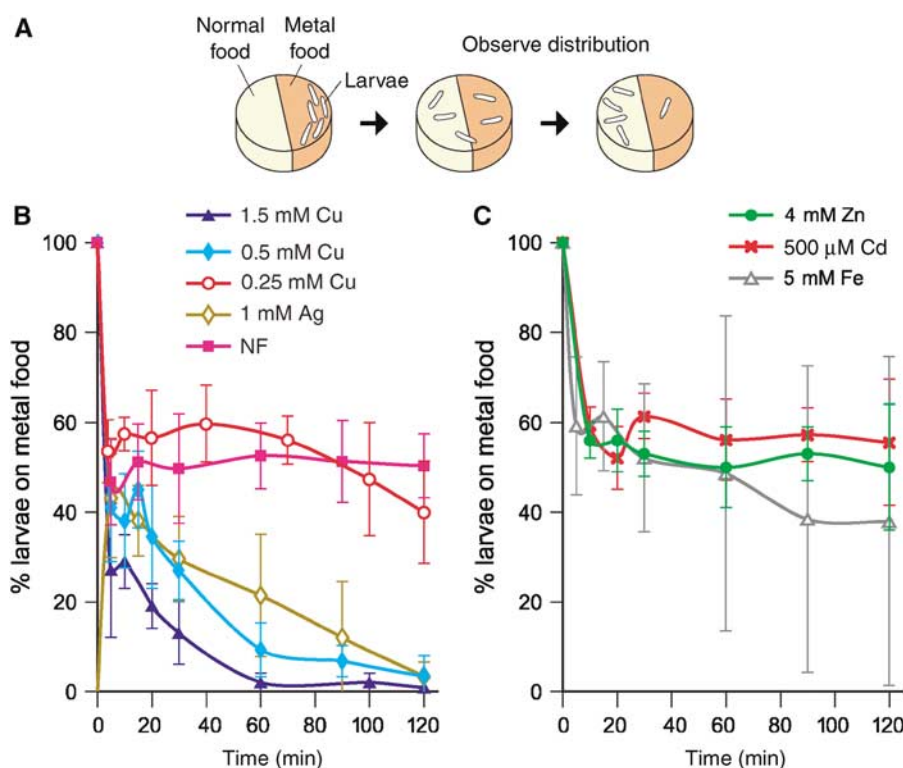 A
Normal food
Metal food
Larvae
Observe distribution
B
1.5 mM Cu
0.5 mM Cu
0.25 mM Cu
1 mM Ag
NF
% larvae on metal food
100
80
60
40
20
0
0 20 40 60 80 100 120
Time (min)
C
4 mM Zn
500 µM Cd
5 mM Fe
% larvae on metal food
100
80
60
40
20
0
0 20 40 60 80 100 120
Time (min)